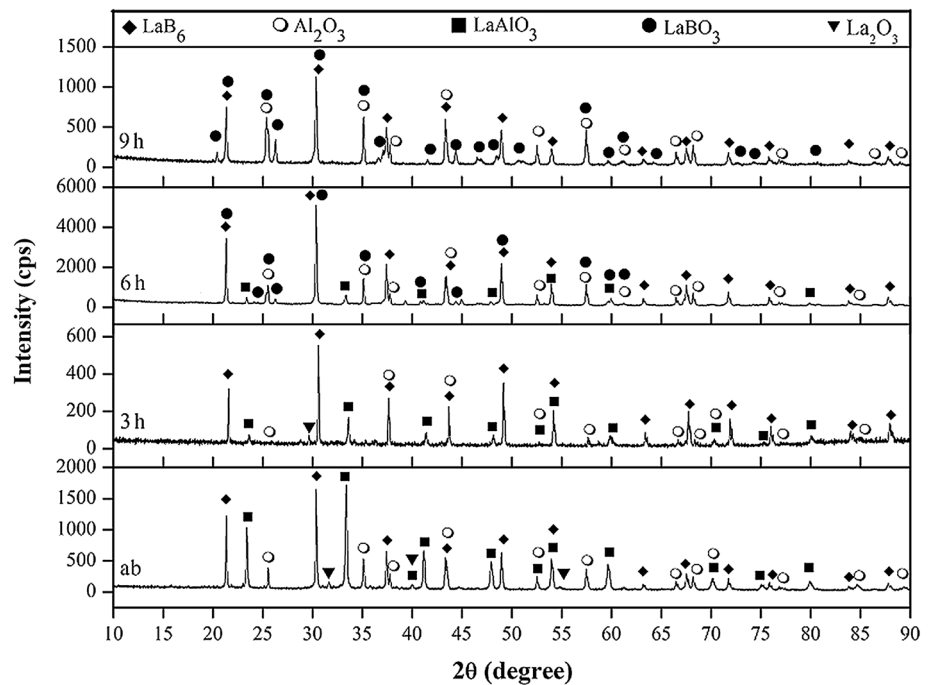 LaB6 Al2O3 LaAlO3 LaBO3 La2O3
1500
1000
500
0
9 h
6000
4000
2000
0
6 h
600
400
200
0
3 h
2000
1500
1000
500
0
ab
Intensity (cps)
10 15 20 25 30 35 40 45 50 55 60 65 70 75 80 85 90
2θ (degree)